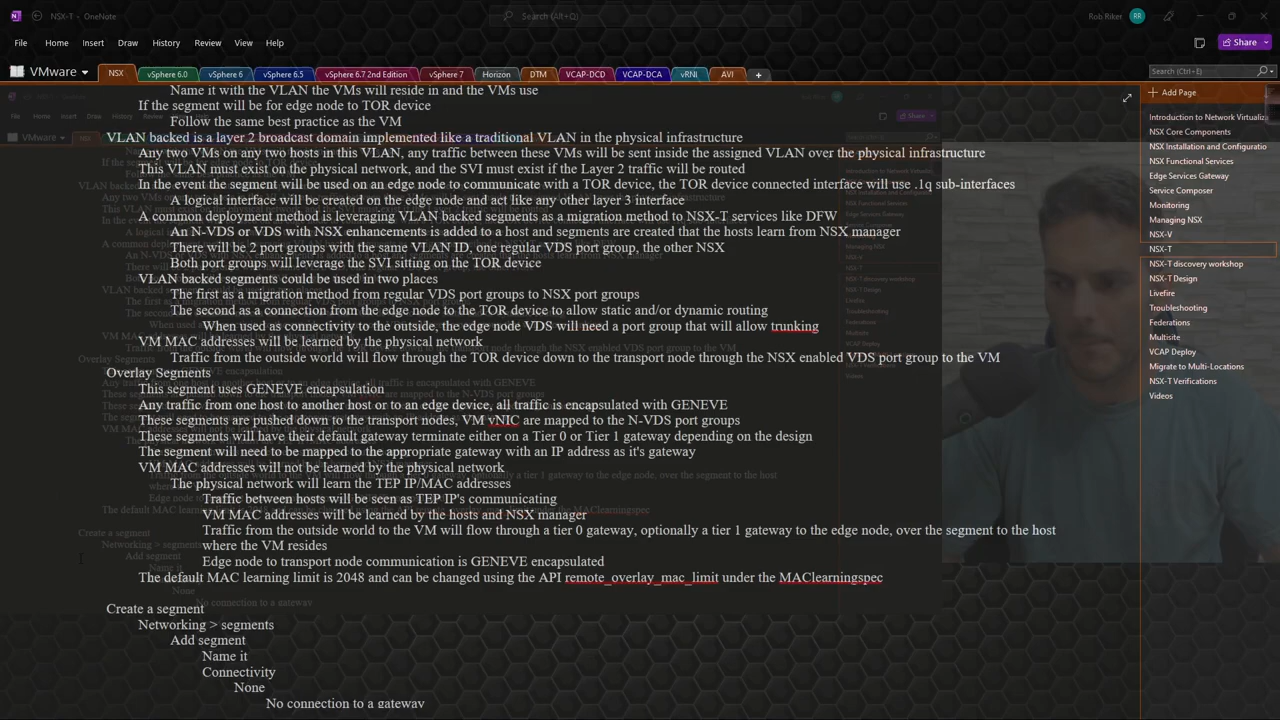 NSX-T - OneNote
Search (Alt+Q)
Rob Riker
RR
File Home Insert Draw History Review View Help
Share
VMware
NSX vSphere 6.0 vSphere 6 vSphere 6.5 vSphere 6.7 2nd Edition vSphere 7 Horizon DTM VCAP-DCD VCAP-DCA vRNI AVI +
Search (Ctrl+E)
Name it with the VLAN the VMs will reside in and the VMs use
If the segment will be for edge node to TOR device
Follow the same best practice as the VM
VLAN backed is a layer 2 broadcast domain implemented like a traditional VLAN in the physical infrastructure
Any two VMs on any two hosts in this VLAN, any traffic between these VMs will be sent inside the assigned VLAN over the physical infrastructure
This VLAN must exist on the physical network, and the SVI must exist if the Layer 2 traffic will be routed
In the event the segment will be used on an edge node to communicate with a TOR device, the TOR device connected interface will use .1q sub-interfaces
A logical interface will be created on the edge node and act like any other layer 3 interface
A common deployment method is leveraging VLAN backed segments as a migration method to NSX-T services like DFW
An N-VDS or VDS with NSX enhancements is added to a host and segments are created that the hosts learn from NSX manager
There will be 2 port groups with the same VLAN ID, one regular VDS port group, the other NSX
Both port groups will leverage the SVI sitting on the TOR device
VLAN backed segments could be used in two places
The first as a migration method from regular VDS port groups to NSX port groups
The second as a connection from the edge node to the TOR device to allow static and/or dynamic routing
When used as connectivity to the outside, the edge node VDS will need a port group that will allow trunking
VM MAC addresses will be learned by the physical network
Traffic from the outside world will flow through the TOR device down to the transport node through the NSX enabled VDS port group to the VM
Overlay Segments
This segment uses GENEVE encapsulation
Any traffic from one host to another host or to an edge device, all traffic is encapsulated with GENEVE
These segments are pushed down to the transport nodes, VM vNIC are mapped to the N-VDS port groups
These segments will have their default gateway terminate either on a Tier 0 or Tier 1 gateway depending on the design
The segment will need to be mapped to the appropriate gateway with an IP address as it's gateway
VM MAC addresses will not be learned by the physical network
The physical network will learn the TEP IP/MAC addresses
Traffic between hosts will be seen as TEP IP's communicating
VM MAC addresses will be learned by the hosts and NSX manager
Traffic from the outside world to the VM will flow through a tier 0 gateway, optionally a tier 1 gateway to the edge node, over the segment to the host
where the VM resides
Edge node to transport node communication is GENEVE encapsulated
The default MAC learning limit is 2048 and can be changed using the API remote_overlay_mac_limit under the MAClearningspec
Create a segment
Networking > segments
Add segment
Name it
Connectivity
None
No connection to a gateway
Add Page
Introduction to Network Virtualiza
NSX Core Components
NSX Installation and Configuratio
NSX Functional Services
Edge Services Gateway
Service Composer
Monitoring
Managing NSX
NSX-V
NSX-T
NSX-T discovery workshop
NSX-T Design
Livefire
Troubleshooting
Federations
Multisite
VCAP Deploy
Migrate to Multi-Locations
NSX-T Verifications
Videos